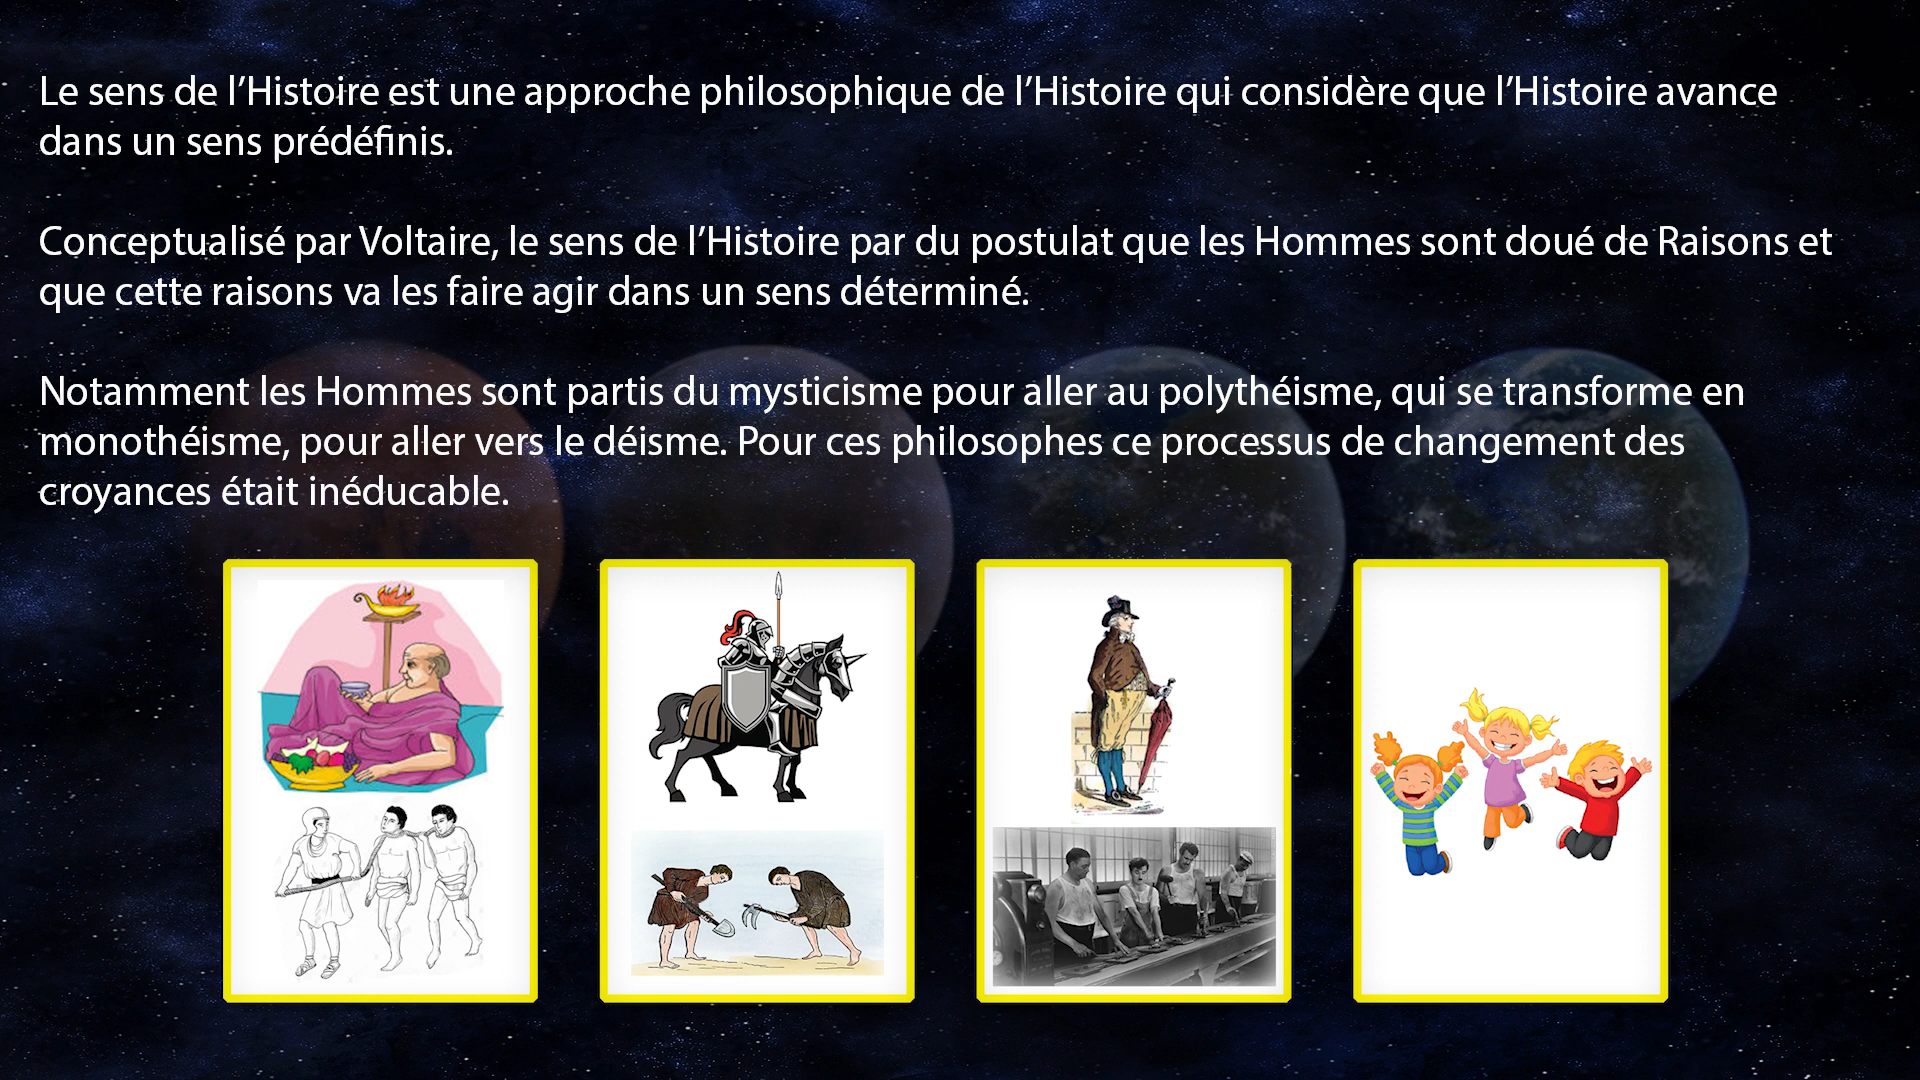 Le sens de l’Histoire est une approche philosophique de l’Histoire qui considère que l’Histoire avance
dans un sens prédéfinis.
Conceptualisé par Voltaire, le sens de l’Histoire par du postulat que les Hommes sont doué de Raisons et
que cette raisons va les faire agir dans un sens déterminé.
Notamment les Hommes sont partis du mysticisme pour aller au polythéisme, qui se transforme en
monothéisme, pour aller vers le déisme. Pour ces philosophes ce processus de changement des
croyances était inéducable.